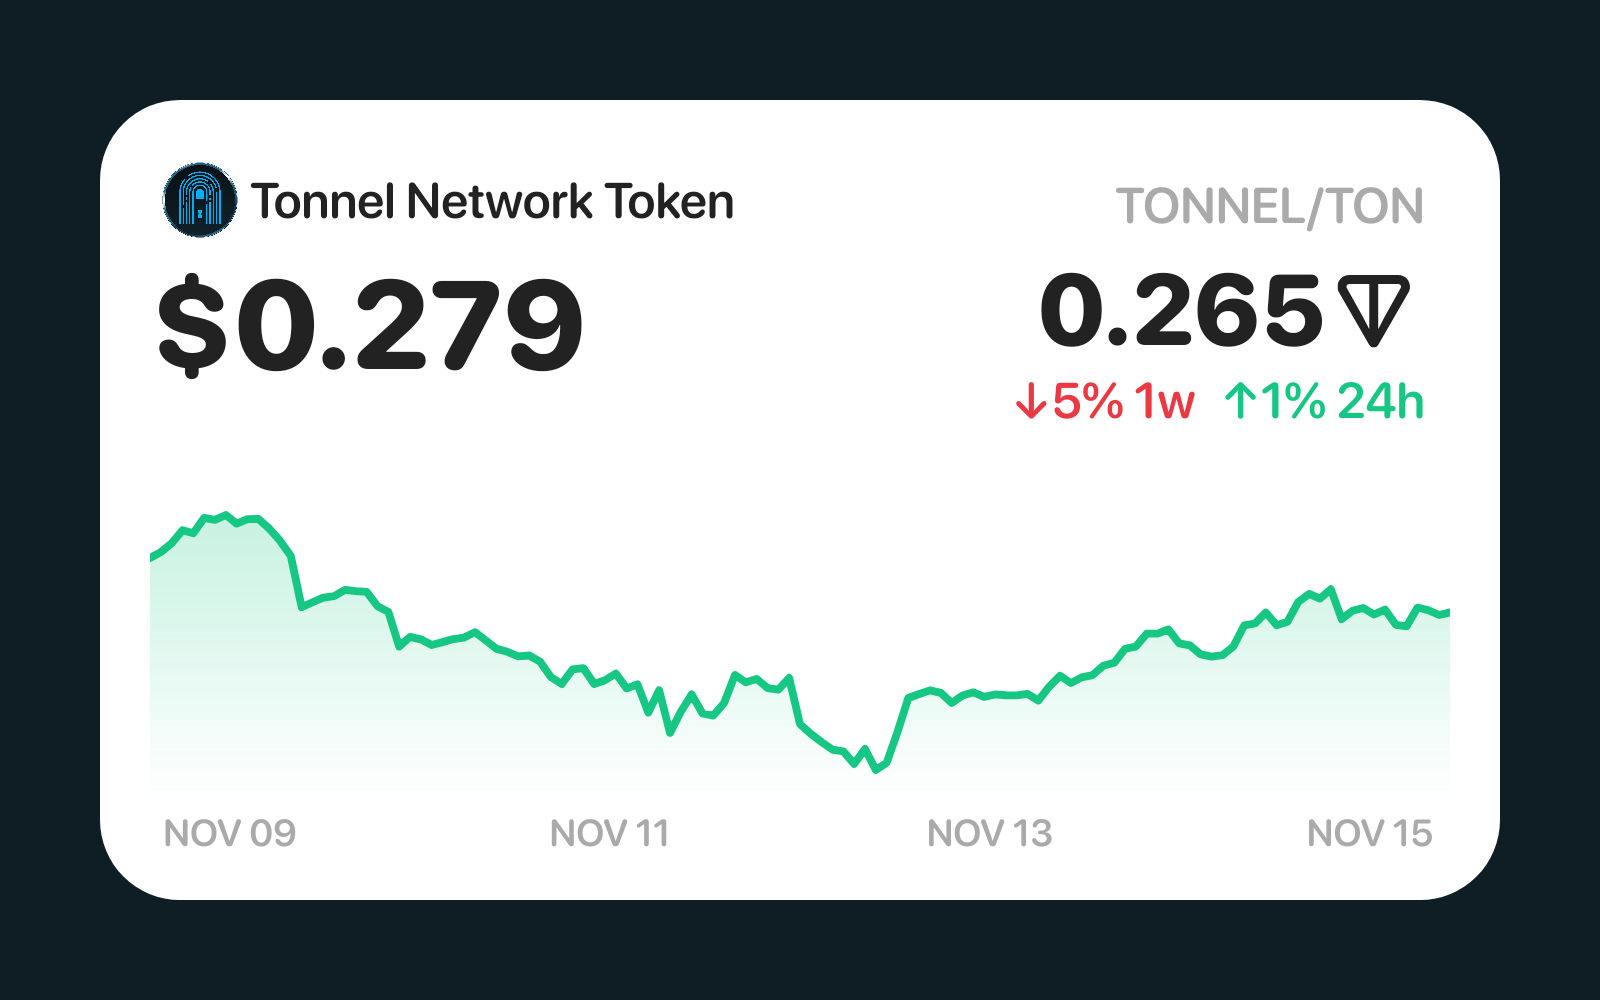 Tonnel Network Token
TONNEL/TON
$0.279
0.265
↓5% 1w ↑1% 24h
NOV 09 NOV 11 NOV 13 NOV 15